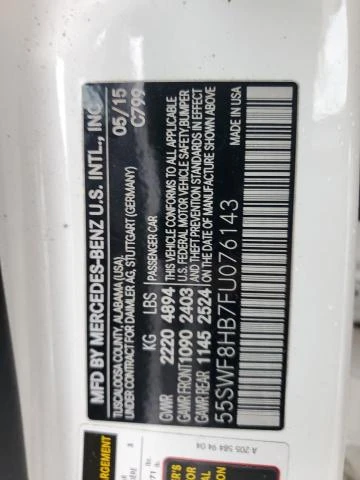 MFD BY MERCEDES-BENZ U.S. INTL., INC.
TUSCALOOSA COUNTY, ALABAMA (USA),
UNDER CONTRACT FOR DAIMLER AG, STUTTGART (GERMANY)
05/15
C799
KG LBS PASSENGER CAR
GVWR 2220 4894 THIS VEHICLE CONFORMS TO ALL APPLICABLE
GAWR FRONT 1090 2403 U.S. FEDERAL MOTOR VEHICLE SAFETY, BUMPER
GAWR REAR 1145 2524 AND THEFT PREVENTION STANDARDS IN EFFECT
ON THE DATE OF MANUFACTURE SHOWN ABOVE
55SWF8HB7FU076143
MADE IN USA
A 205 584 94 04